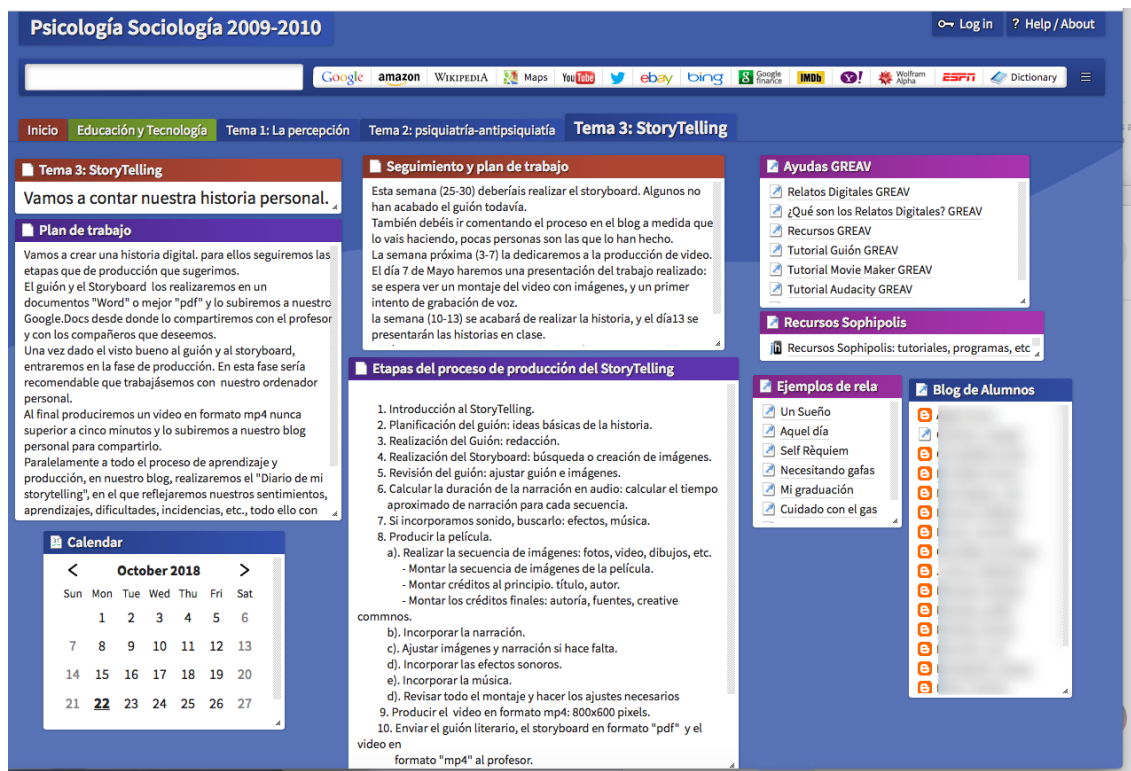 Psicología Sociología 2009-2010
Log in
? Help / About
Google
amazon
WIKIPEDIA
Maps
YouTube
ebay
bing
Google finance
IMDb
Y!
Wolfram Alpha
ESPN
Dictionary
Inicio
Educación y Tecnología
Tema 1: La percepción
Tema 2: psiquiatría-antipsiquiatía
Tema 3: StoryTelling
Tema 3: StoryTelling
Vamos a contar nuestra historia personal.
Plan de trabajo
Vamos a crear una historia digital. para ellos seguiremos las
etapas que de producción que sugerimos.
El guión y el Storyboard los realizaremos en un
documentos "Word" o mejor "pdf" y lo subiremos a nuestro
Google.Docs desde donde lo compartiremos con el profesor
y con los compañeros que deseemos.
Una vez dado el visto bueno al guión y al storyboard,
entraremos en la fase de producción. En esta fase sería
recomendable que trabajásemos con nuestro ordenador
personal.
Al final produciremos un video en formato mp4 nunca
superior a cinco minutos y lo subiremos a nuestro blog
personal para compartirlo.
Paralelamente a todo el proceso de aprendizaje y
producción, en nuestro blog, realizaremos el "Diario de mi
storytelling", en el que reflejaremos nuestros sentimientos,
aprendizajes, dificultades, incidencias, etc., todo ello con
Calendar
October 2018
Sun Mon Tue Wed Thu Fri Sat
1 2 3 4 5 6
7 8 9 10 11 12 13
14 15 16 17 18 19 20
21 22 23 24 25 26 27
Seguimiento y plan de trabajo
Esta semana (25-30) deberíais realizar el storyboard. Algunos no
han acabado el guión todavía.
También debéis ir comentando el proceso en el blog a medida que
lo vais haciendo, pocas personas son las que lo han hecho.
La semana próxima (3-7) la dedicaremos a la producción de video.
El día 7 de Mayo haremos una presentación del trabajo realizado:
se espera ver un montaje del video con imágenes, y un primer
intento de grabación de voz.
la semana (10-13) se acabará de realizar la historia, y el día13 se
presentarán las historias en clase.
Etapas del proceso de producción del StoryTelling
1. Introducción al StoryTelling.
2. Planificación del guión: ideas básicas de la historia.
3. Realización del Guión: redacción.
4. Realización del Storyboard: búsqueda o creación de imágenes.
5. Revisión del guión: ajustar guión e imágenes.
6. Calcular la duración de la narración en audio: calcular el tiempo
aproximado de narración para cada secuencia.
7. Si incorporamos sonido, buscarlo: efectos, música.
8. Producir la película.
a). Realizar la secuencia de imágenes: fotos, video, dibujos, etc.
- Montar la secuencia de imágenes de la película.
- Montar créditos al principio. título, autor.
- Montar los créditos finales: autoría, fuentes, creative
commnos.
b). Incorporar la narración.
c). Ajustar imágenes y narración si hace falta.
d). Incorporar las efectos sonoros.
e). Incorporar la música.
d). Revisar todo el montaje y hacer los ajustes necesarios
9. Producir el video en formato mp4: 800x600 pixels.
10. Enviar el guión literario, el storyboard en formato "pdf" y el
video en
formato "mp4" al profesor.
Ayudas GREAV
Relatos Digitales GREAV
¿Qué son los Relatos Digitales? GREAV
Recursos GREAV
Tutorial Guión GREAV
Tutorial Movie Maker GREAV
Tutorial Audacity GREAV
Recursos Sophipolis
Recursos Sophipolis: tutoriales, programas, etc
Ejemplos de rela
Un Sueño
Aquel día
Self Rèquiem
Necesitando gafas
Mi graduación
Cuidado con el gas
Blog de Alumnos